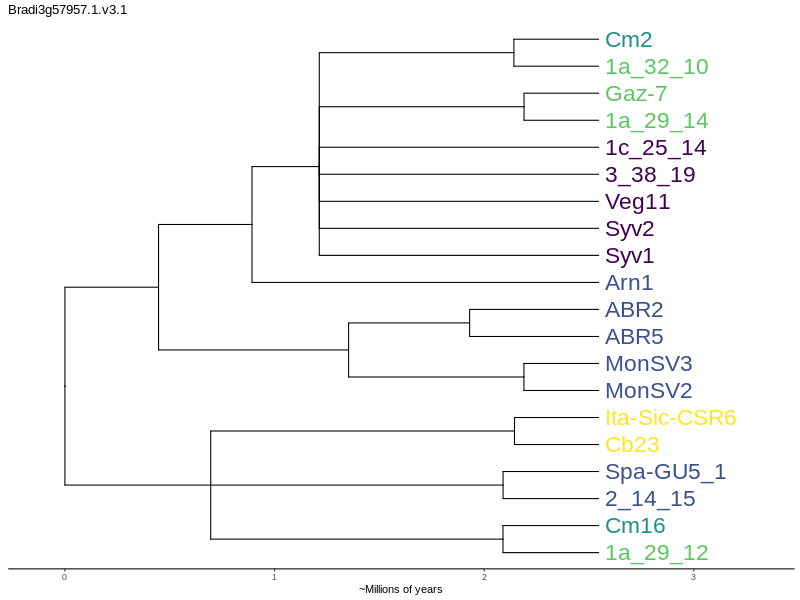 Bradi3g57957.1.v3.1
Cm2
1a_32_10
Gaz-7
1a_29_14
1c_25_14
3_38_19
Veg11
Syv2
Syv1
Arn1
ABR2
ABR5
MonSV3
MonSV2
Ita-Sic-CSR6
Cb23
Spa-GU5_1
2_14_15
Cm16
1a_29_12
0 1 2 3
~Millions of years